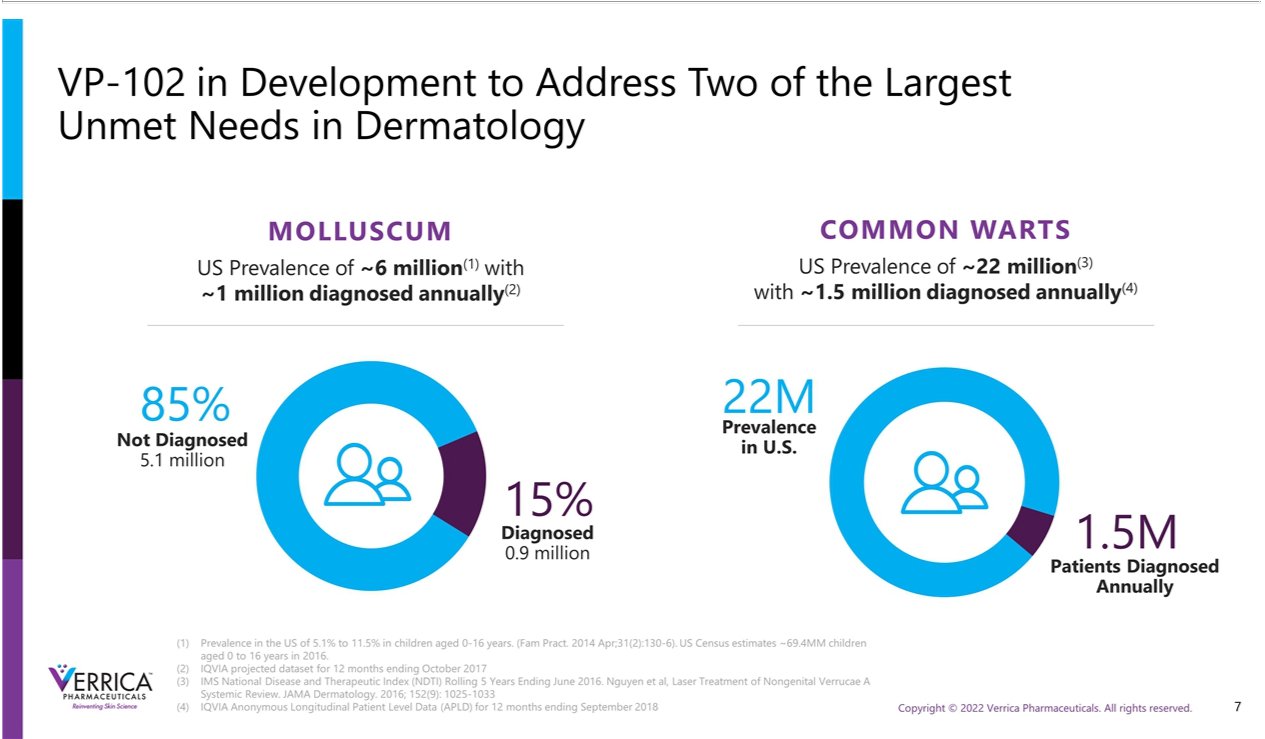 VP-102 in Development to Address Two of the Largest
Unmet Needs in Dermatology
MOLLUSCUM
US Prevalence of ~6 million(1) with
~1 million diagnosed annually(2)
85%
Not Diagnosed
5.1 million
15%
Diagnosed
0.9 million
COMMON WARTS
US Prevalence of ~22 million(3)
with ~1.5 million diagnosed annually(4)
22M
Prevalence
in U.S.
1.5M
Patients Diagnosed
Annually
(1) Prevalence in the US of 5.1% to 11.5% in children aged 0-16 years. (Fam Pract. 2014 Apr;31(2):130-6). US Census estimates ~69.4MM children
aged 0 to 16 years in 2016.
(2) IQVIA projected dataset for 12 months ending October 2017
(3) IMS National Disease and Therapeutic Index (NDTI) Rolling 5 Years Ending June 2016. Nguyen et al, Laser Treatment of Nongenital Verrucae A
Systemic Review. JAMA Dermatology. 2016; 152(9): 1025-1033
(4) IQVIA Anonymous Longitudinal Patient Level Data (APLD) for 12 months ending September 2018
VERRICA™
PHARMACEUTICALS
Reinventing Skin Science
Copyright © 2022 Verrica Pharmaceuticals. All rights reserved.
7